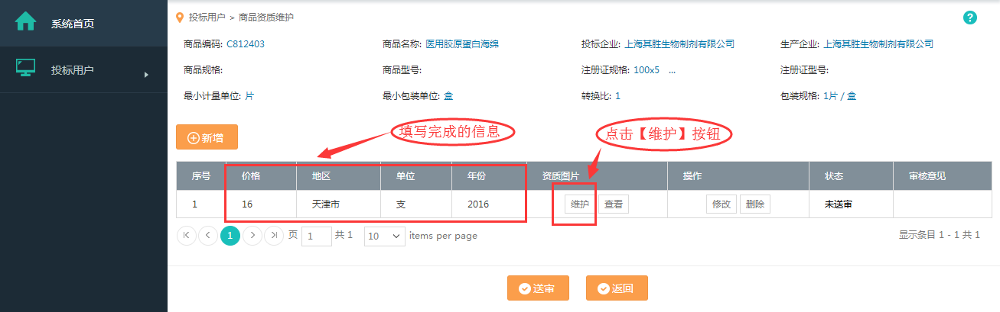 系统首页
投标用户
投标用户 > 商品资质维护
?
商品编码: C812403 商品名称: 医用胶原蛋白海绵 投标企业: 上海其胜生物制剂有限公司 生产企业: 上海其胜生物制剂有限公司
商品规格: 商品型号: 注册证规格: 100x5 ... 注册证型号:
最小计量单位: 片 最小包装单位: 盒 转换比: 1 包装规格: 1片 / 盒
填写完成的信息 点击【维护】按钮
新增
序号 价格 地区 单位 年份 资质图片 操作 状态 审核意见
1 16 天津市 支 2016 维护 查看 修改 删除 未送审
1 页 1 共 1 10 items per page 显示条目 1 - 1 共 1
送审 返回